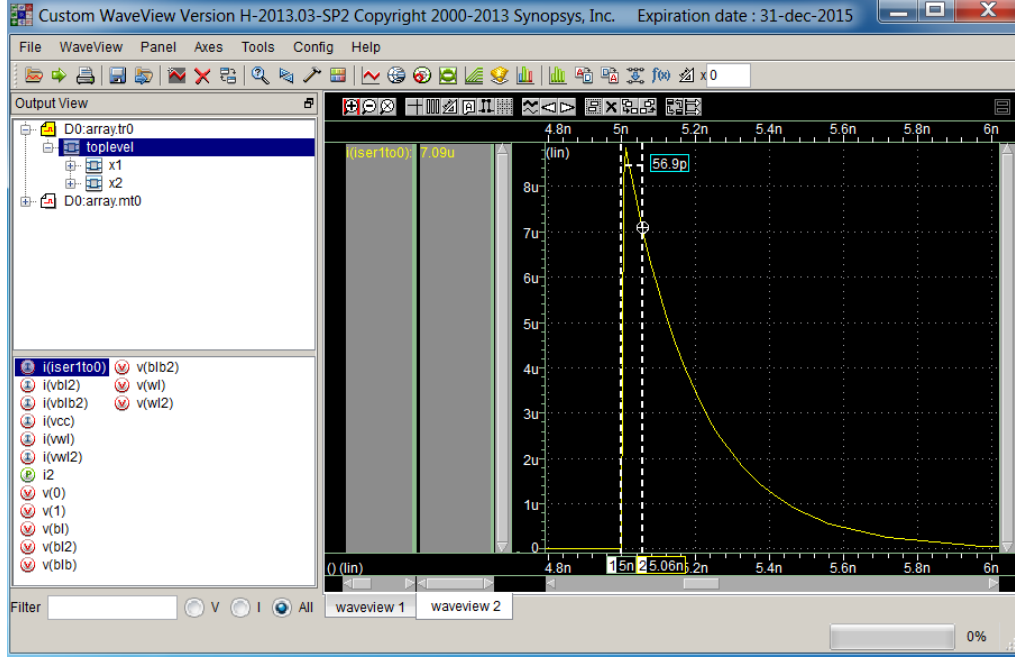 Custom WaveView Version H-2013.03-SP2 Copyright 2000-2013 Synopsys, Inc. Expiration date : 31-dec-2015
File WaveView Panel Axes Tools Config Help
f(x) x 0
Output View
D0:array.tr0
toplevel
x1
x2
D0:array.mt0
4.8n 5n 5.2n 5.4n 5.6n 5.8n 6n
i(iser1to0): 7.09u
(lin)
56.9p
8u
7u
6u
5u
4u
3u
2u
1u
0
() (lin)
4.8n 1 5n 2 5.06n 5.2n 5.4n 5.6n 5.8n 6n
i(iser1to0) v(blb2)
i(vbl2) v(wl)
i(vblb2) v(wl2)
i(vcc)
i(vwl)
i(vwl2)
i2
v(0)
v(1)
v(bl)
v(bl2)
v(blb)
Filter V I All
waveview 1 waveview 2
0%